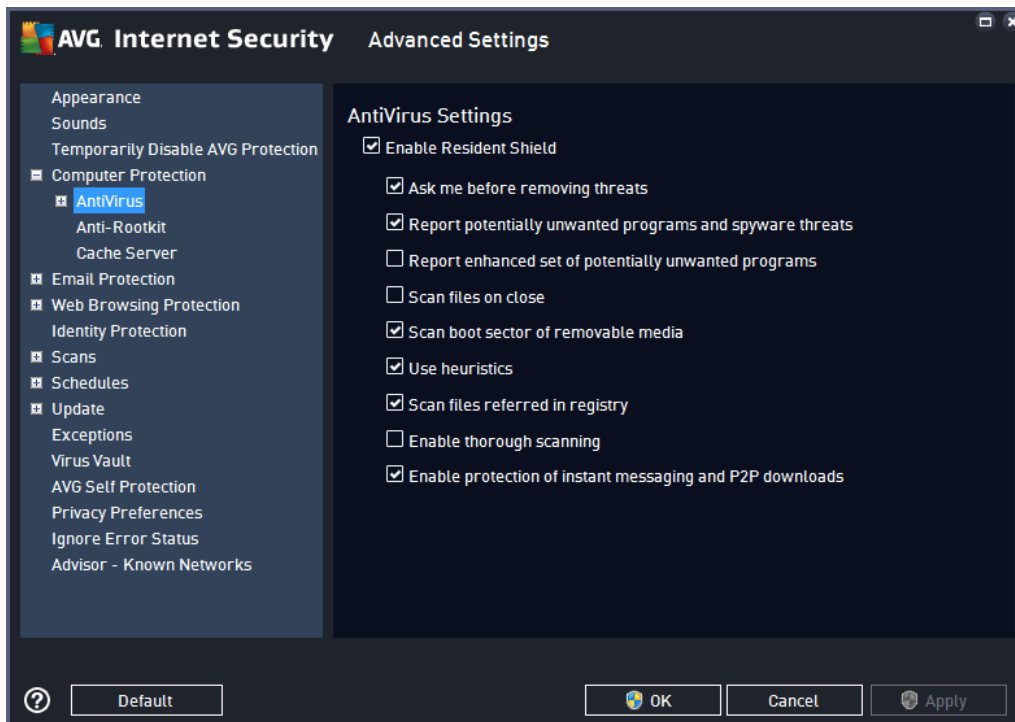 AVG. Internet Security Advanced Settings
Appearance
Sounds
Temporarily Disable AVG Protection
Computer Protection
AntiVirus
Anti-Rootkit
Cache Server
Email Protection
Web Browsing Protection
Identity Protection
Scans
Schedules
Update
Exceptions
Virus Vault
AVG Self Protection
Privacy Preferences
Ignore Error Status
Advisor - Known Networks
AntiVirus Settings
Enable Resident Shield
Ask me before removing threats
Report potentially unwanted programs and spyware threats
Report enhanced set of potentially unwanted programs
Scan files on close
Scan boot sector of removable media
Use heuristics
Scan files referred in registry
Enable thorough scanning
Enable protection of instant messaging and P2P downloads
? Default OK Cancel Apply